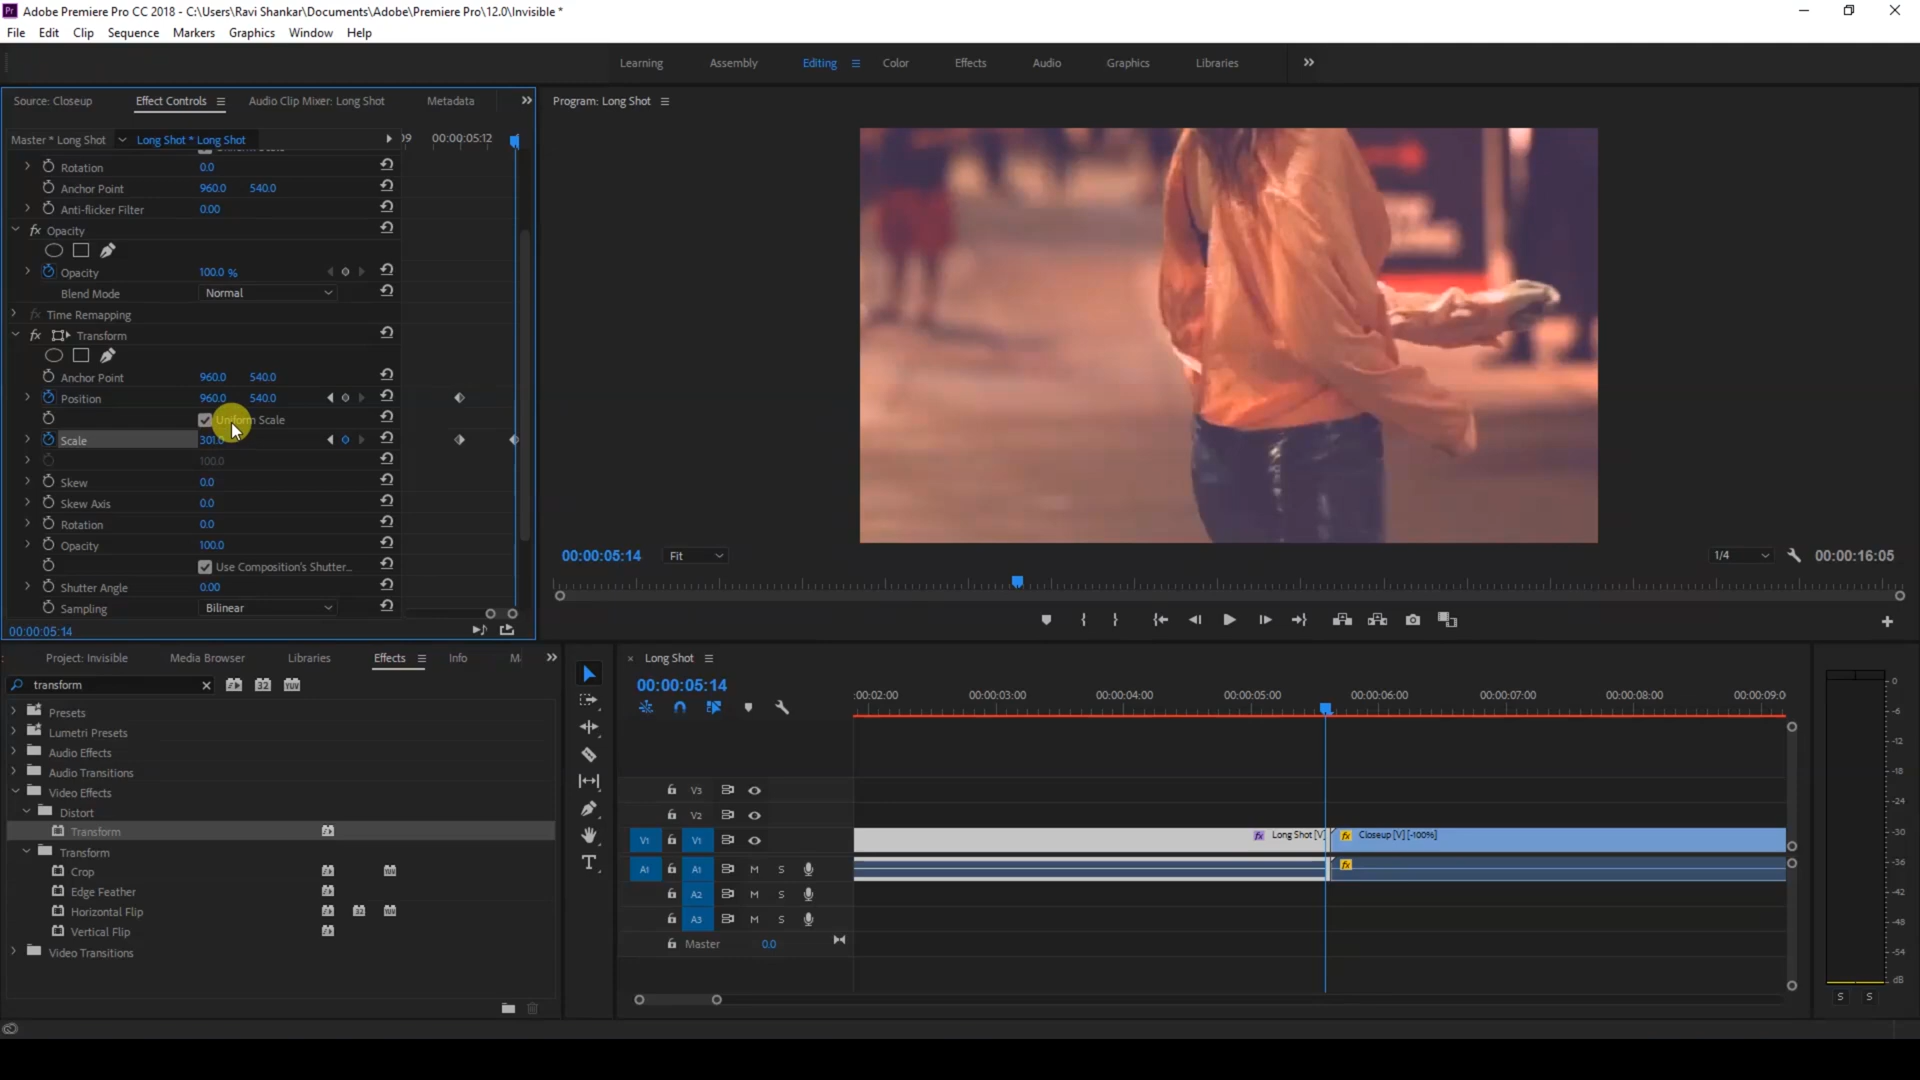 Pr Adobe Premiere Pro CC 2018 - C:\Users\Ravi Shankar\Documents\Adobe\Premiere Pro\12.0\Invisible *
File Edit Clip Sequence Markers Graphics Window Help
Learning Assembly Editing Color Effects Audio Graphics Libraries
Source: Closeup Effect Controls Audio Clip Mixer: Long Shot Metadata
Program: Long Shot
Master * Long Shot Long Shot * Long Shot
09 00:00:05:12
Rotation 0.0
Anchor Point 960.0 540.0
Anti-flicker Filter 0.00
fx Opacity
Opacity 100.0 %
Blend Mode Normal
fx Time Remapping
fx Transform
Anchor Point 960.0 540.0
Position 960.0 540.0
Uniform Scale
Scale 301.0
100.0
Skew 0.0
Skew Axis 0.0
Rotation 0.0
Opacity 100.0
Use Composition's Shutter...
Shutter Angle 0.00
Sampling Bilinear
00:00:05:14
00:00:05:14 Fit 1/4 00:00:16:05
Project: Invisible Media Browser Libraries Effects Info M
transform 32 YUV
Presets
Lumetri Presets
Audio Effects
Audio Transitions
Video Effects
Distort
Transform
Transform
Crop
Edge Feather
Horizontal Flip 32
Vertical Flip
Video Transitions
Long Shot
00:00:05:14
:00:02:00 00:00:03:00 00:00:04:00 00:00:05:00 00:00:06:00 00:00:07:00 00:00:08:00 00:00:09:0
V3
V2
V1 V1 fx Long Shot [V] fx Closeup [V] [-100%]
A1 A1 M S fx
A2 M S
A3 M S
Master 0.0
0
-6
-12
-18
-24
-30
-36
-42
-48
-54
dB
S S